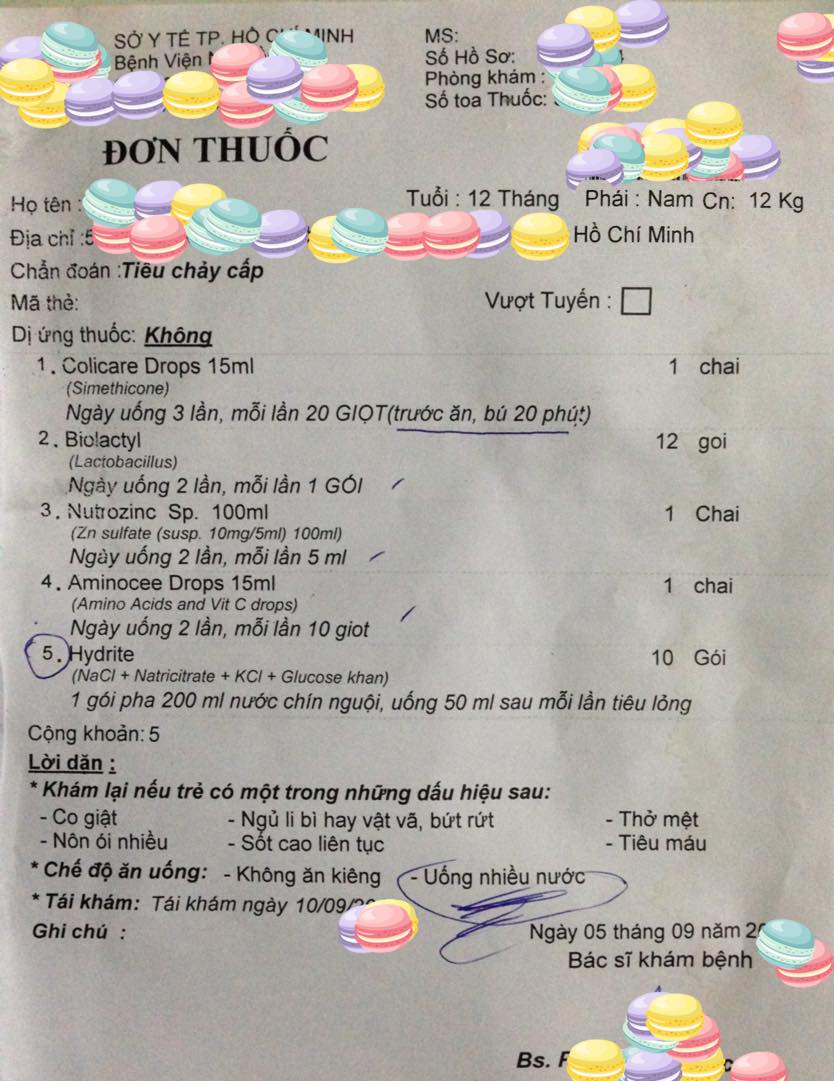 SỞ Y TẾ TP. HỒ CHÍ MINH
Bệnh Viện
MS:
Số Hồ Sơ:
Phòng khám :
Số toa Thuốc:
ĐƠN THUỐC
Họ tên :
Tuổi : 12 Tháng Phái : Nam Cn: 12 Kg
Địa chỉ :5 Hồ Chí Minh
Chẩn đoán :Tiêu chảy cấp
Mã thẻ:
Vượt Tuyến :
Dị ứng thuốc: Không
1. Colicare Drops 15ml 1 chai
(Simethicone)
Ngày uống 3 lần, mỗi lần 20 GIỌT(trước ăn, bú 20 phút)
2. Biolactyl 12 goi
(Lactobacillus)
Ngày uống 2 lần, mỗi lần 1 GÓI
3. Nutrozinc Sp. 100ml 1 Chai
(Zn sulfate (susp. 10mg/5ml) 100ml)
Ngày uống 2 lần, mỗi lần 5 ml
4. Aminocee Drops 15ml 1 chai
(Amino Acids and Vit C drops)
Ngày uống 2 lần, mỗi lần 10 giot
5. Hydrite 10 Gói
(NaCl + Natricitrate + KCl + Glucose khan)
1 gói pha 200 ml nước chín nguội, uống 50 ml sau mỗi lần tiêu lỏng
Cộng khoản: 5
Lời dặn :
* Khám lại nếu trẻ có một trong những dấu hiệu sau:
- Co giật - Ngủ li bì hay vật vã, bứt rứt - Thở mệt
- Nôn ói nhiều - Sốt cao liên tục - Tiêu máu
* Chế độ ăn uống: - Không ăn kiêng - Uống nhiều nước
* Tái khám: Tái khám ngày 10/09/
Ghi chú :
Ngày 05 tháng 09 năm 2
Bác sĩ khám bệnh
Bs.